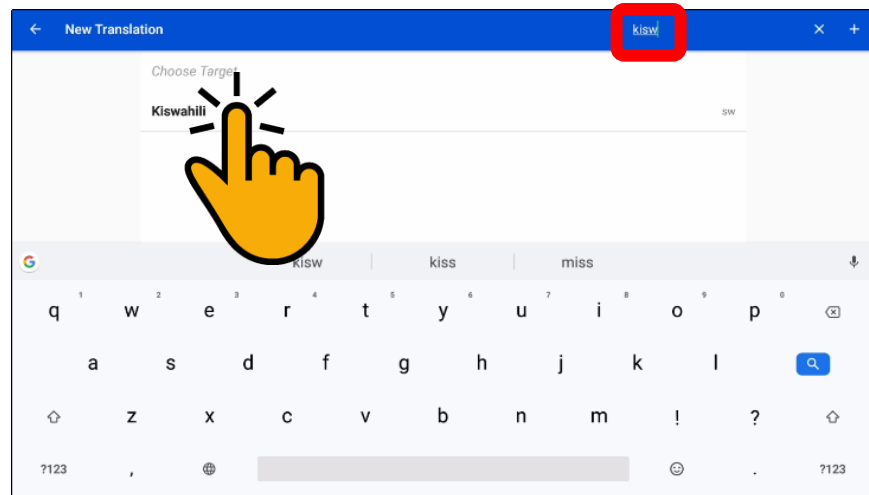 New Translation kisw
Choose Target
Kiswahili sw
kisw kiss miss
1 2 3 4 5 6 7 8 9 0
q w e r t y u i o p
a s d f g h j k l
z x c v b n m ! ?
?123 , . ?123